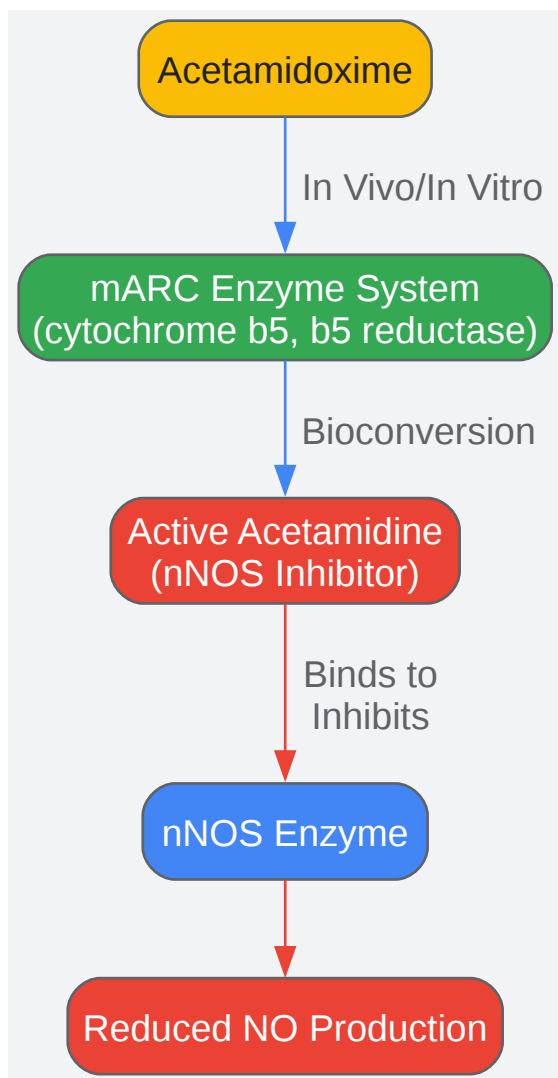 Acetamidoxime
In Vivo/In Vitro
mARC Enzyme System
(cytochrome b5, b5 reductase)
Bioconversion
Active Acetamidine
(nNOS Inhibitor)
Binds to
Inhibits
nNOS Enzyme
Reduced NO Production